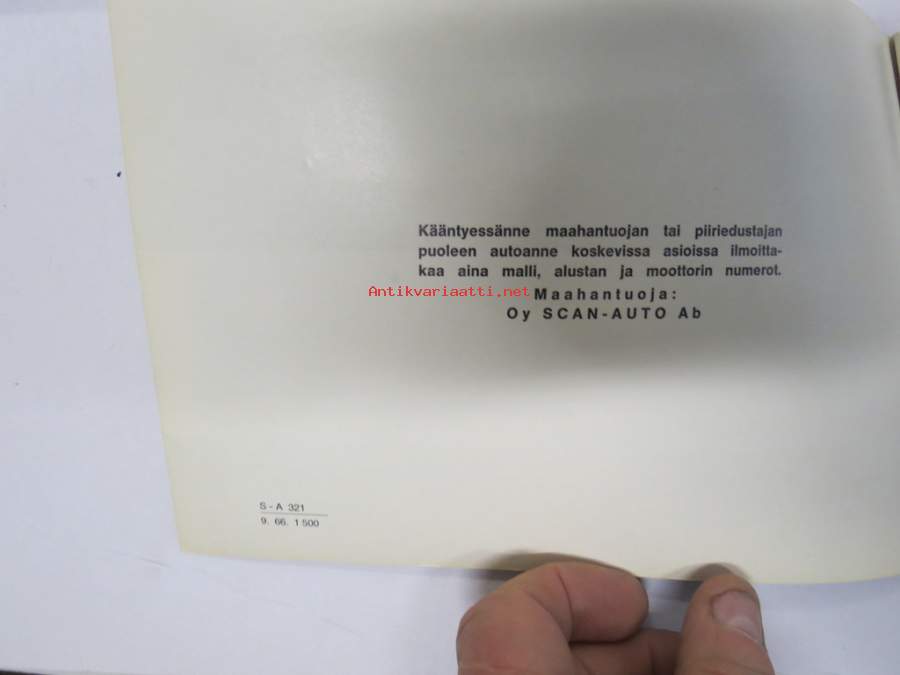 Kääntyessänne maahantuojan tai piiriedustajan
puoleen autoanne koskevissa asioissa ilmoitta-
kaa aina malli, alustan ja moottorin numerot.
Antikvariaatti.net
Maahantuoja:
Oy SCAN-AUTO Ab
S-A 321
9. 66. 1 500